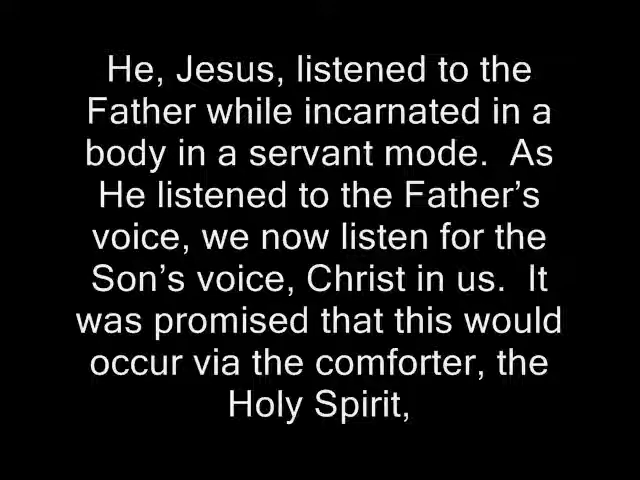 He, Jesus, listened to the
Father while incarnated in a
body in a servant mode.  As
He listened to the Father’s
voice, we now listen for the
Son’s voice, Christ in us.  It
was promised that this would
occur via the comforter, the
Holy Spirit,